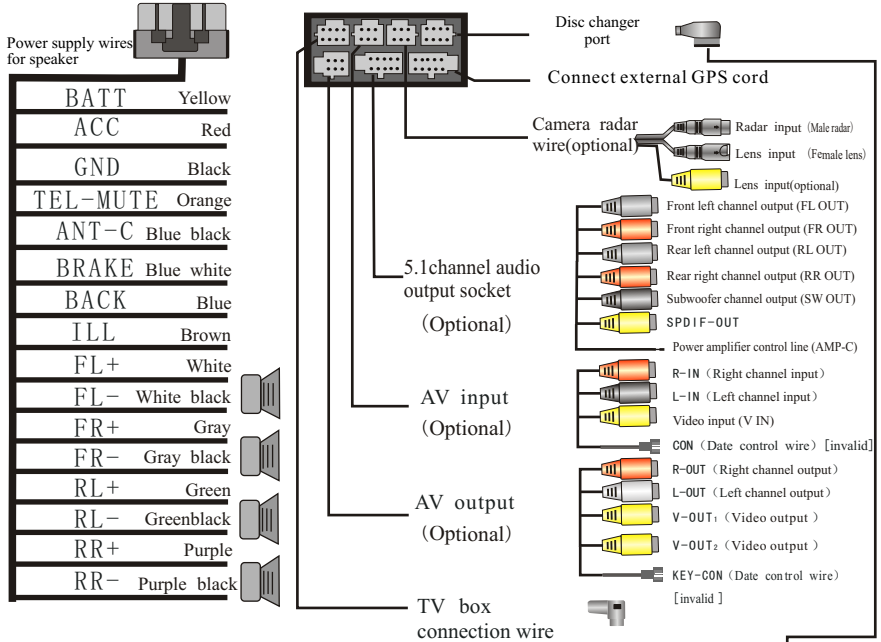 Power supply wires
for speaker
BATT Yellow
ACC Red
GND Black
TEL-MUTE Orange
ANT-C Blue black
BRAKE Blue white
BACK Blue
ILL Brown
FL+ White
FL- White black
FR+ Gray
FR- Gray black
RL+ Green
RL- Greenblack
RR+ Purple
RR- Purple black
Disc changer
port
Connect external GPS cord
Camera radar
wire(optional)
Radar input (Male radar)
Lens input (Female lens)
Lens input(optional)
5.1channel audio
output socket
(Optional)
Front left channel output (FL OUT)
Front right channel output (FR OUT)
Rear left channel output (RL OUT)
Rear right channel output (RR OUT)
Subwoofer channel output (SW OUT)
SPDIF-OUT
Power amplifier control line (AMP-C)
AV input
(Optional)
R-IN (Right channel input)
L-IN (Left channel input)
Video input (V IN)
CON (Date control wire) [invalid]
AV output
(Optional)
R-OUT (Right channel output)
L-OUT (Left channel output)
V-OUT₁ (Video output )
V-OUT₂ (Video output )
KEY-CON (Date control wire)
[invalid ]
TV box
connection wire